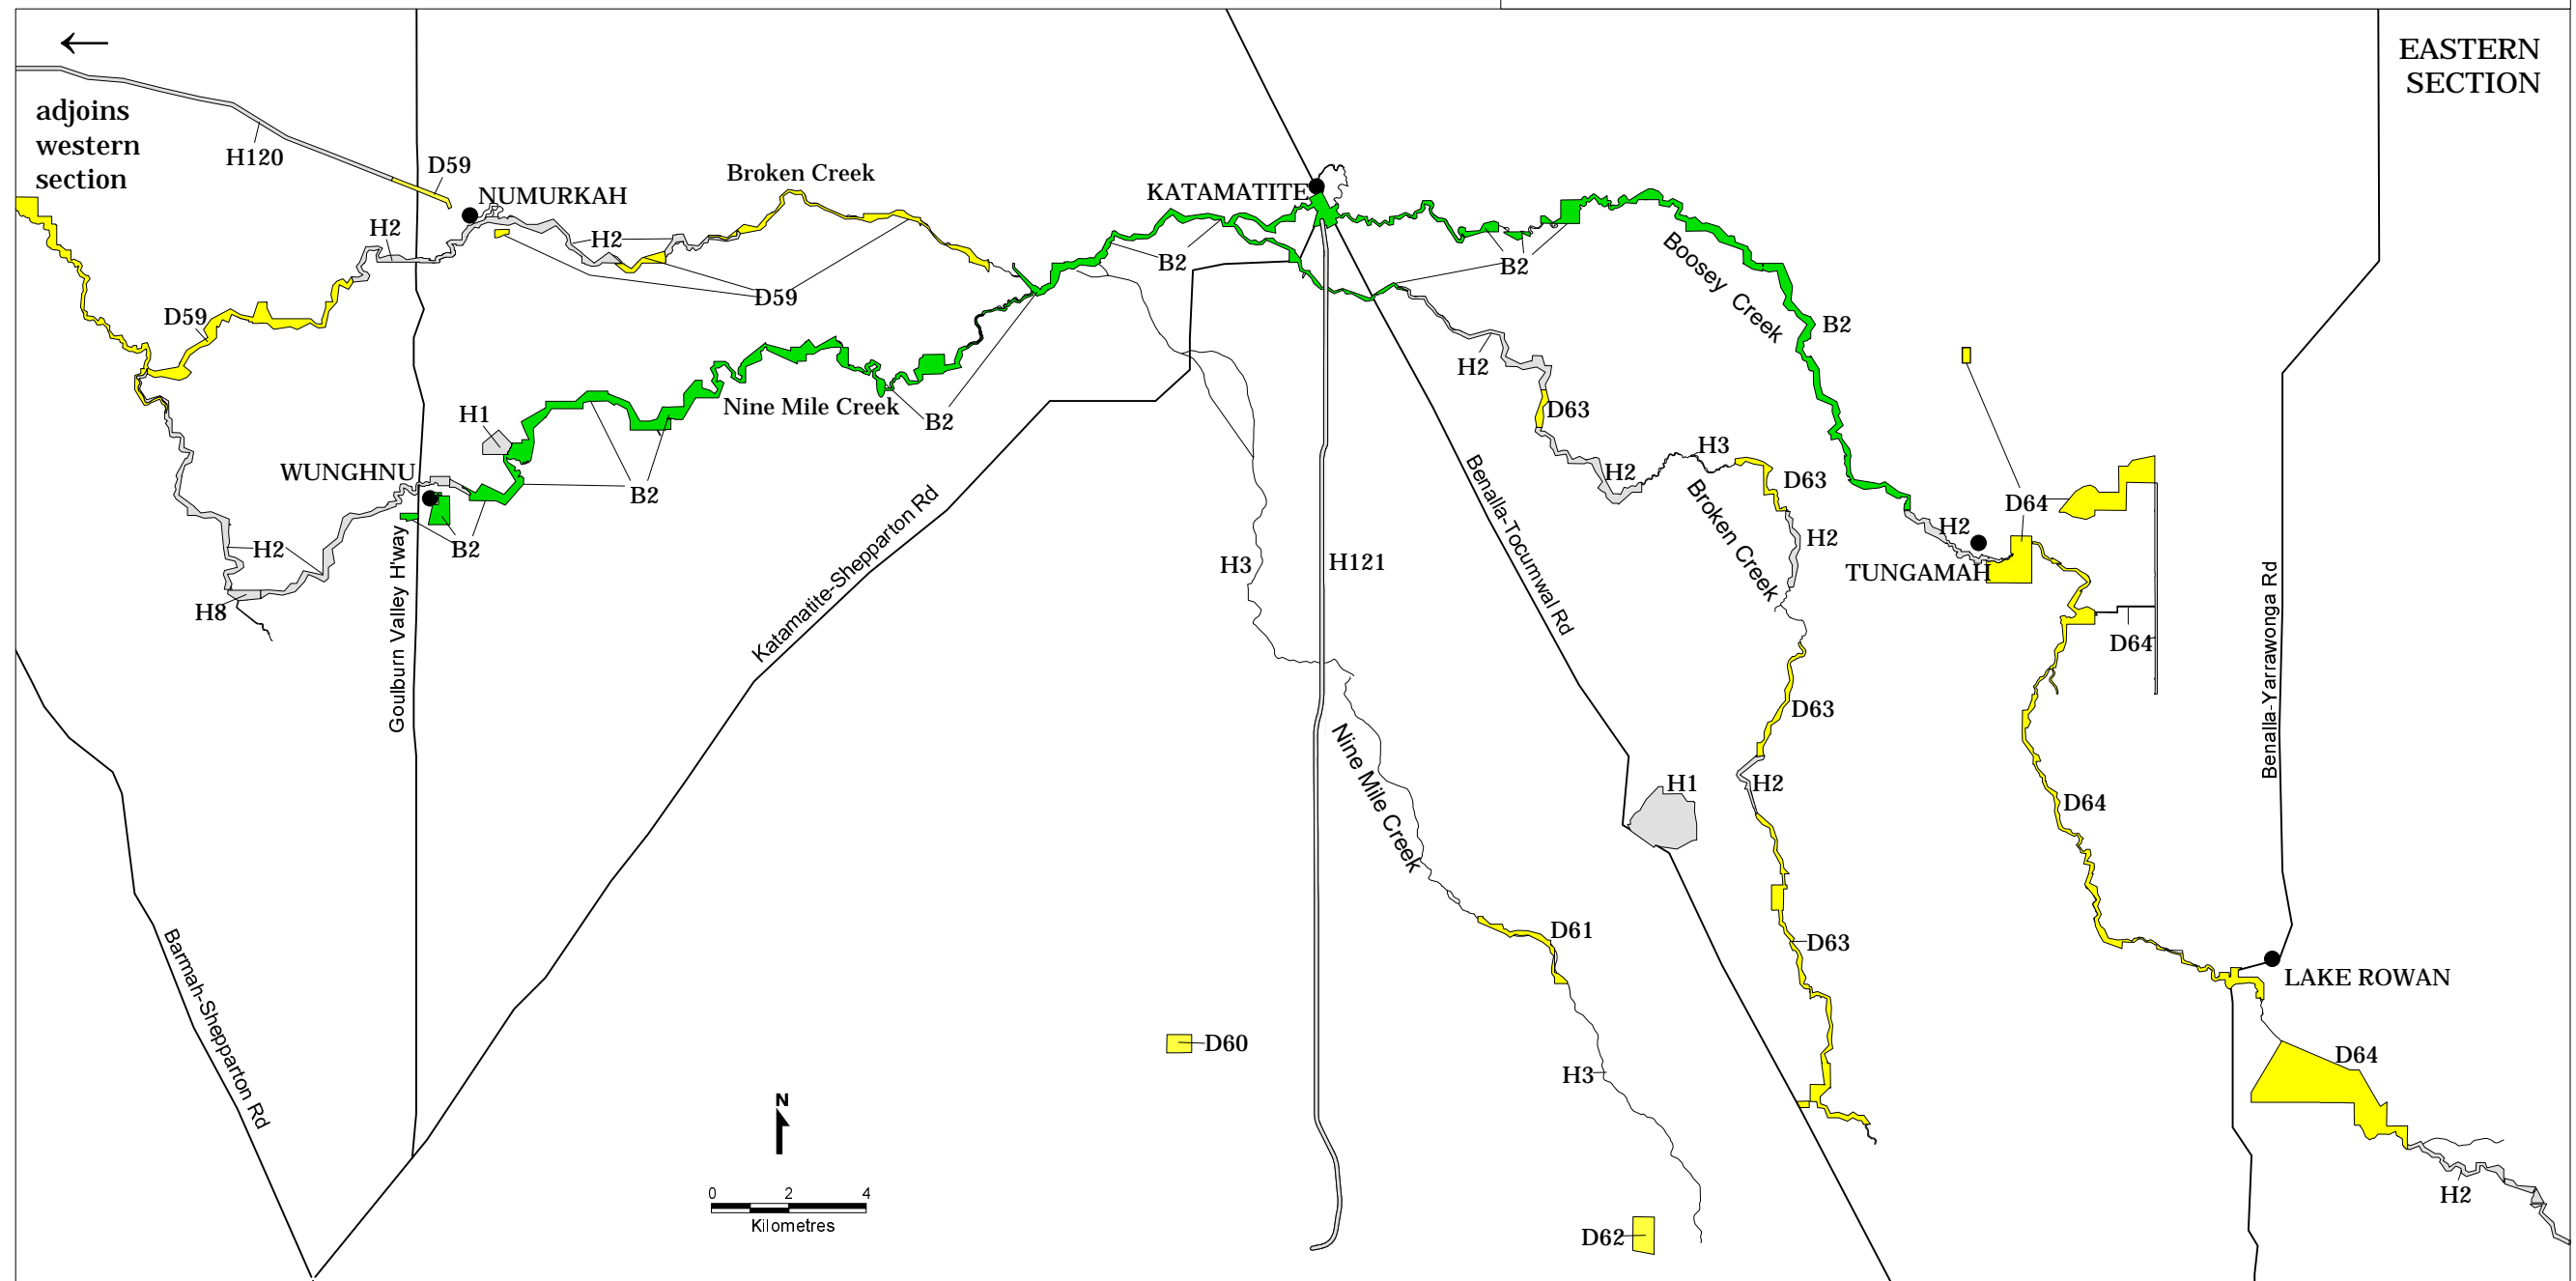 EASTERN
SECTION
adjoins
western
section
H120
D59
NUMURKAH
Broken Creek
KATAMATITE
H2
H2
B2
B2
D59
D59
Boosey Creek
B2
H2
D63
Nine Mile Creek
B2
H1
WUNGHNU
B2
B2
H2
H8
Goulburn Valley H'way
Katamatite-Shepparton Rd
Benalla-Tocumwal Rd
H2
H3
D63
Broken Creek
H2
D64
H2
TUNGAMAH
D64
Benalla-Yarrawonga Rd
H3
H121
D63
Nine Mile Creek
H1
H2
D64
D61
D63
LAKE ROWAN
Barmah-Shepparton Rd
D60
H3
D64
N
0 2 4
Kilometres
D62
H2